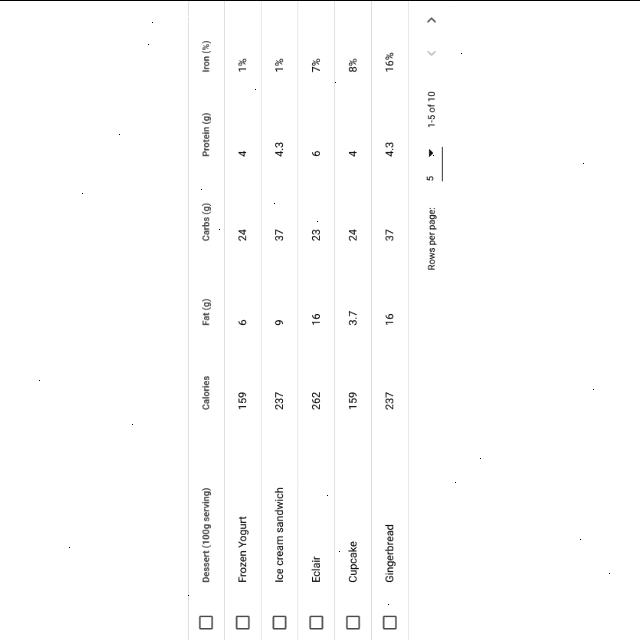 Dessert (100g serving) Calories Fat (g) Carbs (g) Protein (g) Iron (%)
Frozen Yogurt 159 6 24 4 1%
Ice cream sandwich 237 9 37 4.3 1%
Eclair 262 16 23 6 7%
Cupcake 159 3.7 24 4 8%
Gingerbread 237 16 37 4.3 16%
Rows per page: 5 1-5 of 10